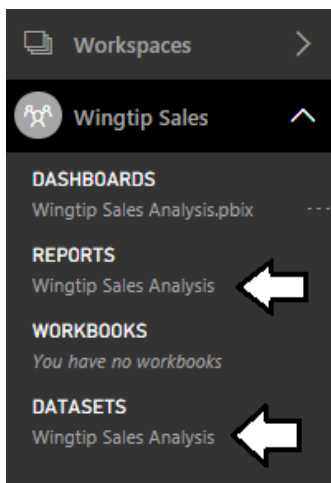 Workspaces
Wingtip Sales
DASHBOARDS
Wingtip Sales Analysis.pbix ...
REPORTS
Wingtip Sales Analysis
WORKBOOKS
You have no workbooks
DATASETS
Wingtip Sales Analysis